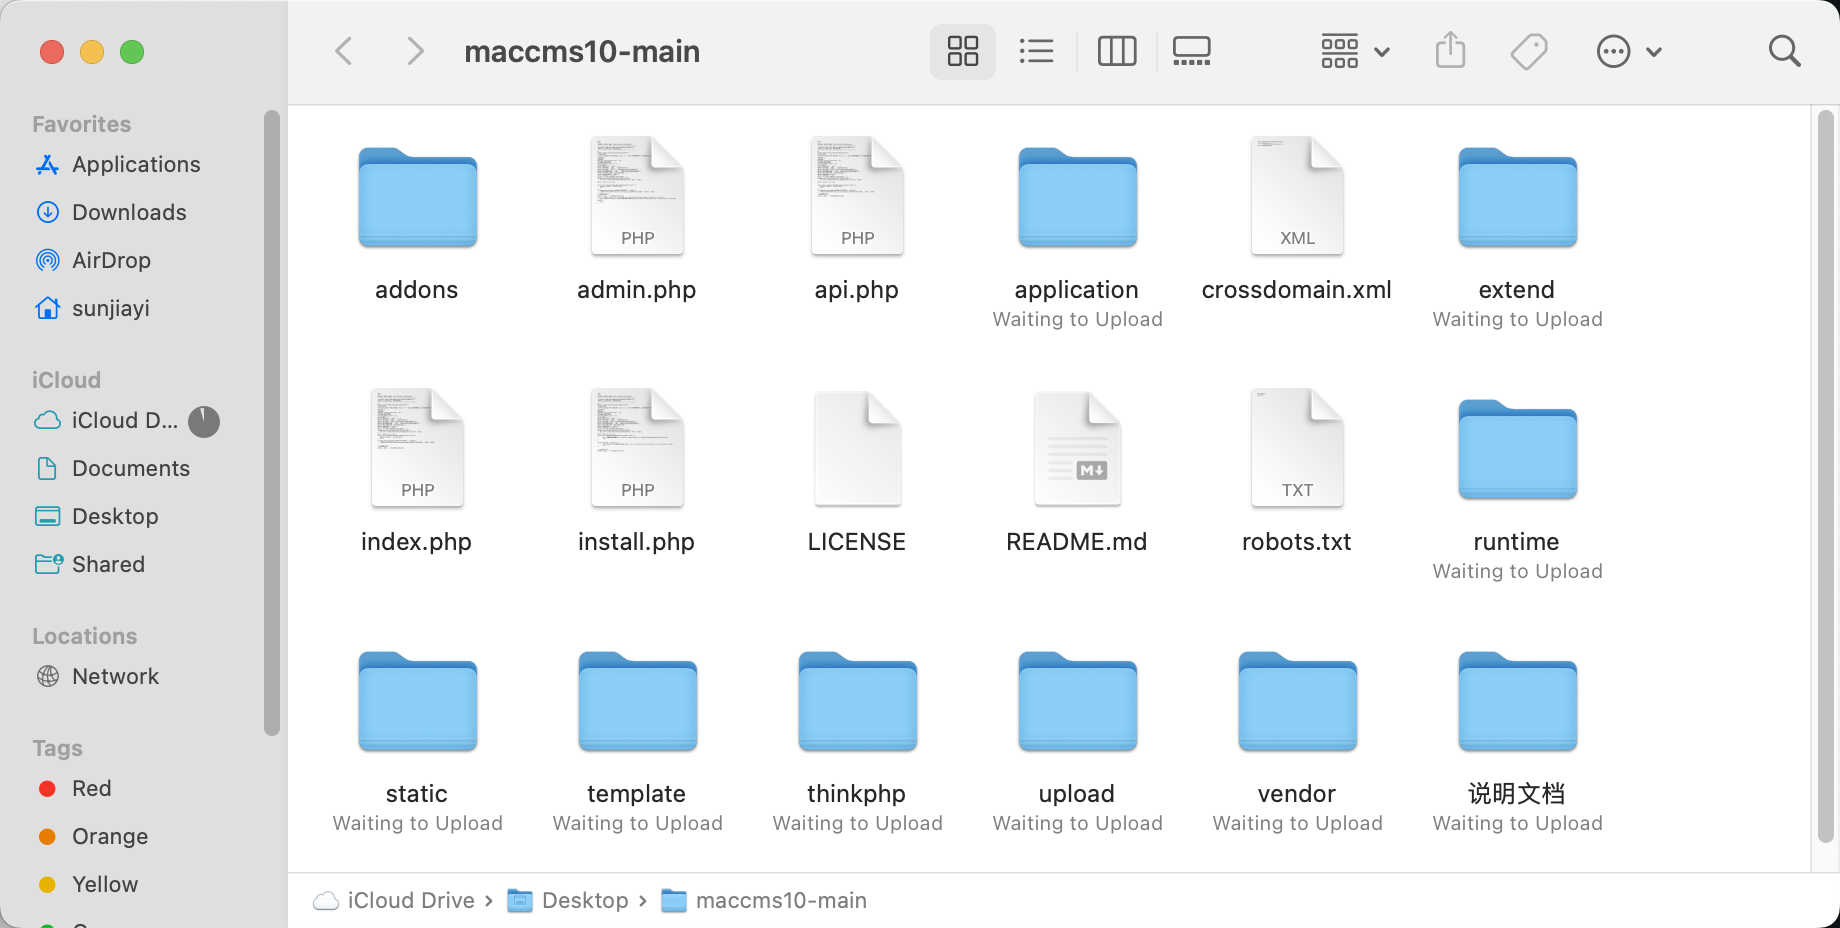 maccms10-main
Favorites
Applications
Downloads
AirDrop
sunjiayi
iCloud
iCloud D...
Documents
Desktop
Shared
Locations
Network
Tags
Red
Orange
Yellow
PHP
PHP
XML
addons
admin.php
api.php
application
crossdomain.xml
extend
Waiting to Upload
Waiting to Upload
PHP
PHP
M
TXT
index.php
install.php
LICENSE
README.md
robots.txt
runtime
Waiting to Upload
static
template
thinkphp
upload
vendor
说明文档
Waiting to Upload
Waiting to Upload
Waiting to Upload
Waiting to Upload
Waiting to Upload
Waiting to Upload
iCloud Drive › Desktop › maccms10-main